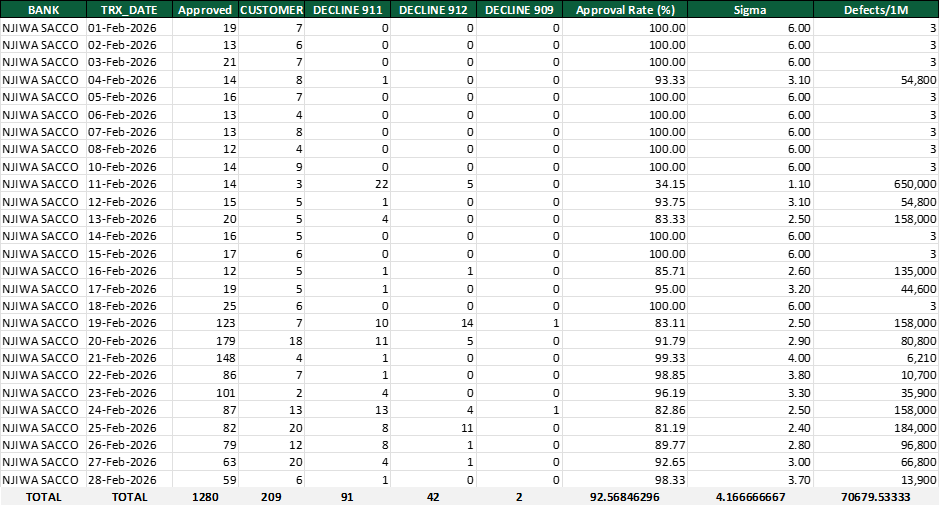 BANK TRX_DATE Approved CUSTOMER DECLINE 911 DECLINE 912 DECLINE 909 Approval Rate (%) Sigma Defects/1M
NJIWA SACCO 01-Feb-2026 19 7 0 0 0 100.00 6.00 3
NJIWA SACCO 02-Feb-2026 13 6 0 0 0 100.00 6.00 3
NJIWA SACCO 03-Feb-2026 21 7 0 0 0 100.00 6.00 3
NJIWA SACCO 04-Feb-2026 14 8 1 0 0 93.33 3.10 54,800
NJIWA SACCO 05-Feb-2026 16 7 0 0 0 100.00 6.00 3
NJIWA SACCO 06-Feb-2026 13 4 0 0 0 100.00 6.00 3
NJIWA SACCO 07-Feb-2026 13 8 0 0 0 100.00 6.00 3
NJIWA SACCO 08-Feb-2026 12 4 0 0 0 100.00 6.00 3
NJIWA SACCO 10-Feb-2026 14 9 0 0 0 100.00 6.00 3
NJIWA SACCO 11-Feb-2026 14 3 22 5 0 34.15 1.10 650,000
NJIWA SACCO 12-Feb-2026 15 5 1 0 0 93.75 3.10 54,800
NJIWA SACCO 13-Feb-2026 20 5 4 0 0 83.33 2.50 158,000
NJIWA SACCO 14-Feb-2026 16 5 0 0 0 100.00 6.00 3
NJIWA SACCO 15-Feb-2026 17 6 0 0 0 100.00 6.00 3
NJIWA SACCO 16-Feb-2026 12 5 1 1 0 85.71 2.60 135,000
NJIWA SACCO 17-Feb-2026 19 5 1 0 0 95.00 3.20 44,600
NJIWA SACCO 18-Feb-2026 25 6 0 0 0 100.00 6.00 3
NJIWA SACCO 19-Feb-2026 123 7 10 14 1 83.11 2.50 158,000
NJIWA SACCO 20-Feb-2026 179 18 11 5 0 91.79 2.90 80,800
NJIWA SACCO 21-Feb-2026 148 4 1 0 0 99.33 4.00 6,210
NJIWA SACCO 22-Feb-2026 86 7 1 0 0 98.85 3.80 10,700
NJIWA SACCO 23-Feb-2026 101 2 4 0 0 96.19 3.30 35,900
NJIWA SACCO 24-Feb-2026 87 13 13 4 1 82.86 2.50 158,000
NJIWA SACCO 25-Feb-2026 82 20 8 11 0 81.19 2.40 184,000
NJIWA SACCO 26-Feb-2026 79 12 8 1 0 89.77 2.80 96,800
NJIWA SACCO 27-Feb-2026 63 20 4 1 0 92.65 3.00 66,800
NJIWA SACCO 28-Feb-2026 59 6 1 0 0 98.33 3.70 13,900
TOTAL TOTAL 1280 209 91 42 2 92.56846296 4.166666667 70679.53333